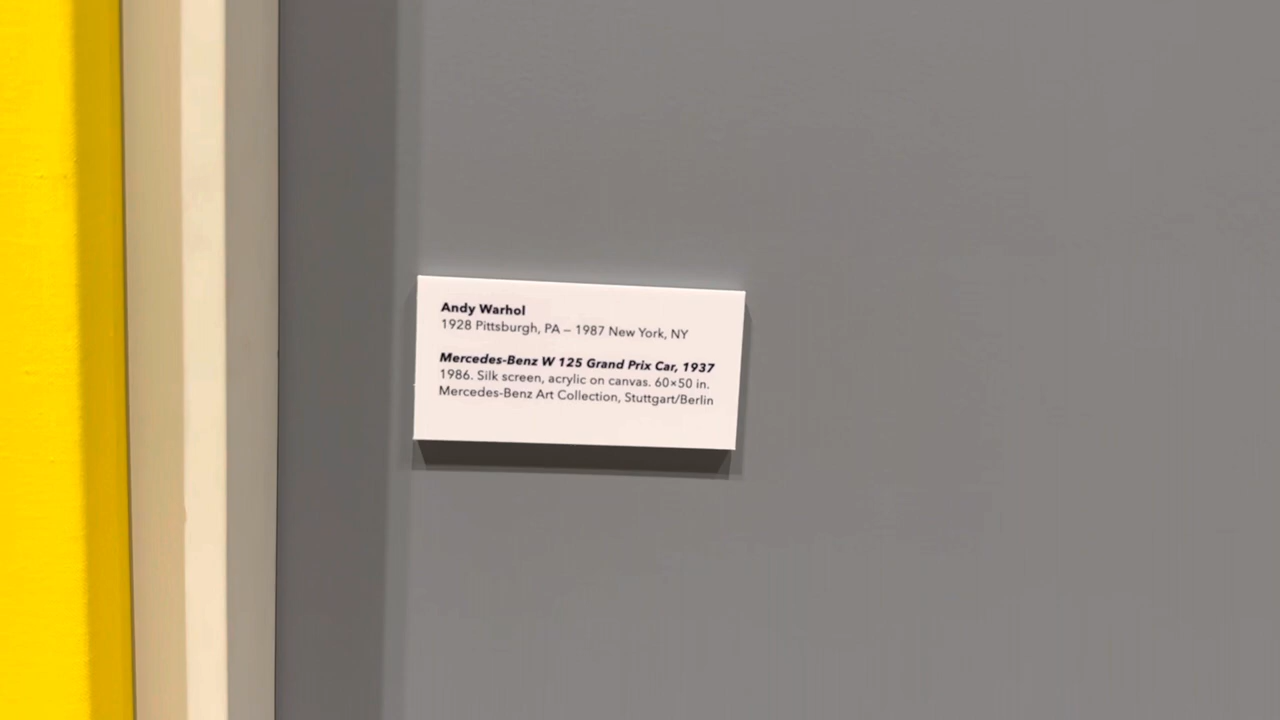 Andy Warhol
1928 Pittsburgh, PA – 1987 New York, NY
Mercedes-Benz W 125 Grand Prix Car, 1937
1986. Silk screen, acrylic on canvas. 60×50 in.
Mercedes-Benz Art Collection, Stuttgart/Berlin